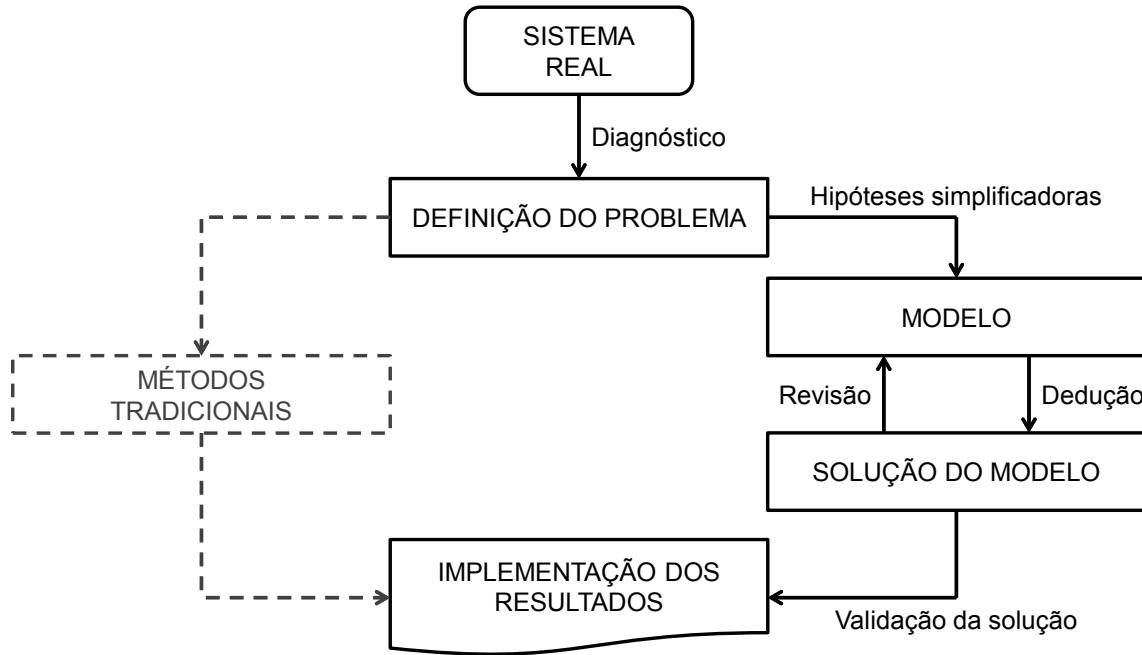 SISTEMA
REAL
Diagnóstico
DEFINIÇÃO DO PROBLEMA
Hipóteses simplificadoras
MODELO
MÉTODOS
TRADICIONAIS
Revisão
Dedução
SOLUÇÃO DO MODELO
IMPLEMENTAÇÃO DOS
RESULTADOS
Validação da solução